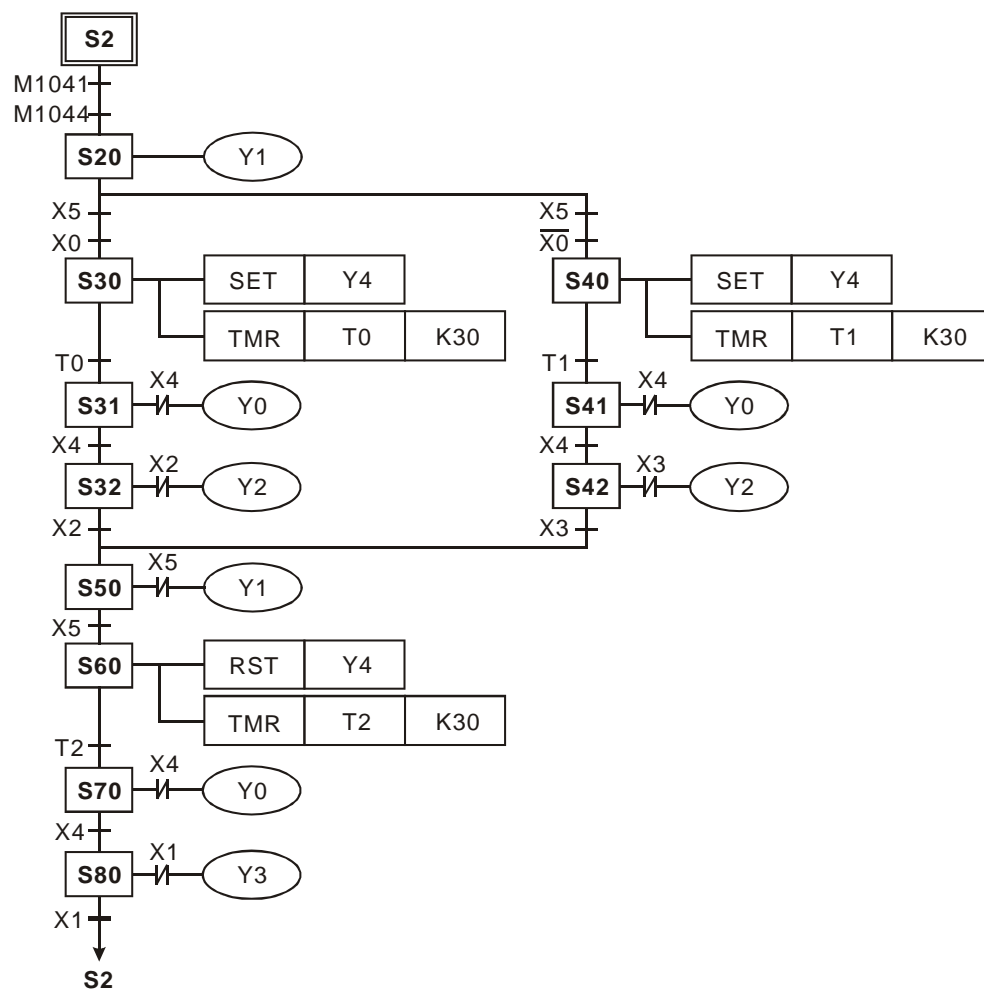 S2
M1041
M1044
S20 Y1
X5 X5
X0 X0
S30 SET Y4 S40 SET Y4
TMR T0 K30 TMR T1 K30
T0 T1
X4 X4
S31 Y0 S41 Y0
X4 X4
X2 X3
S32 Y2 S42 Y2
X2 X3
X5
S50 Y1
X5
S60 RST Y4
TMR T2 K30
T2
X4
S70 Y0
X4
X1
S80 Y3
X1
S2